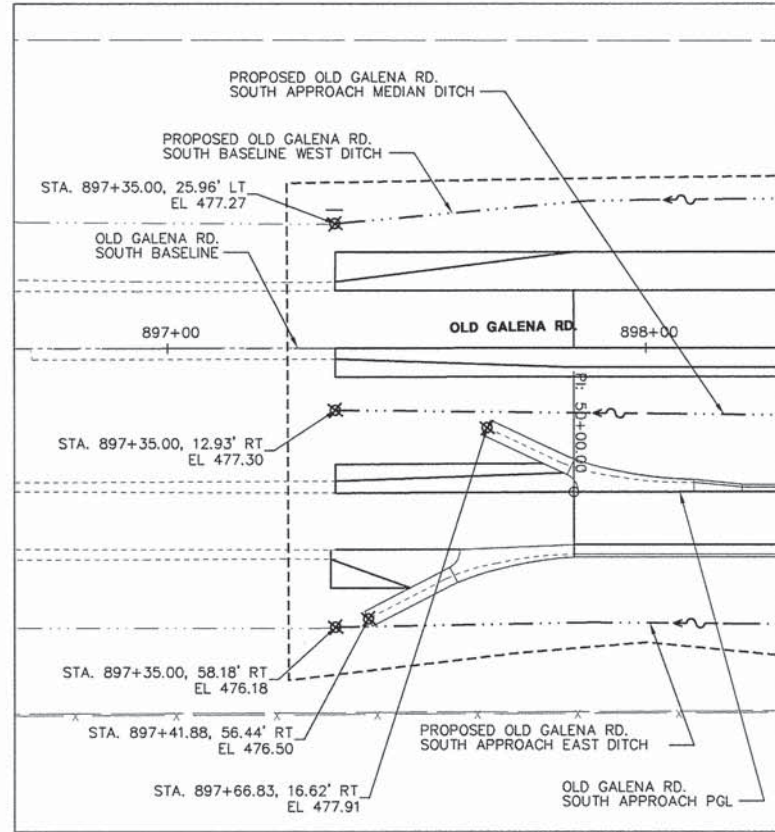 PROPOSED OLD GALENA RD.
SOUTH APPROACH MEDIAN DITCH
PROPOSED OLD GALENA RD.
SOUTH BASELINE WEST DITCH
STA. 897+35.00, 25.96' LT
EL 477.27
OLD GALENA RD.
SOUTH BASELINE
897+00
OLD GALENA RD.
898+00
PI: 50+00.00
STA. 897+35.00, 12.93' RT
EL 477.30
STA. 897+35.00, 58.18' RT
EL 476.18
STA. 897+41.88, 56.44' RT
EL 476.50
PROPOSED OLD GALENA RD.
SOUTH APPROACH EAST DITCH
STA. 897+66.83, 16.62' RT
EL 477.91
OLD GALENA RD.
SOUTH APPROACH PGL